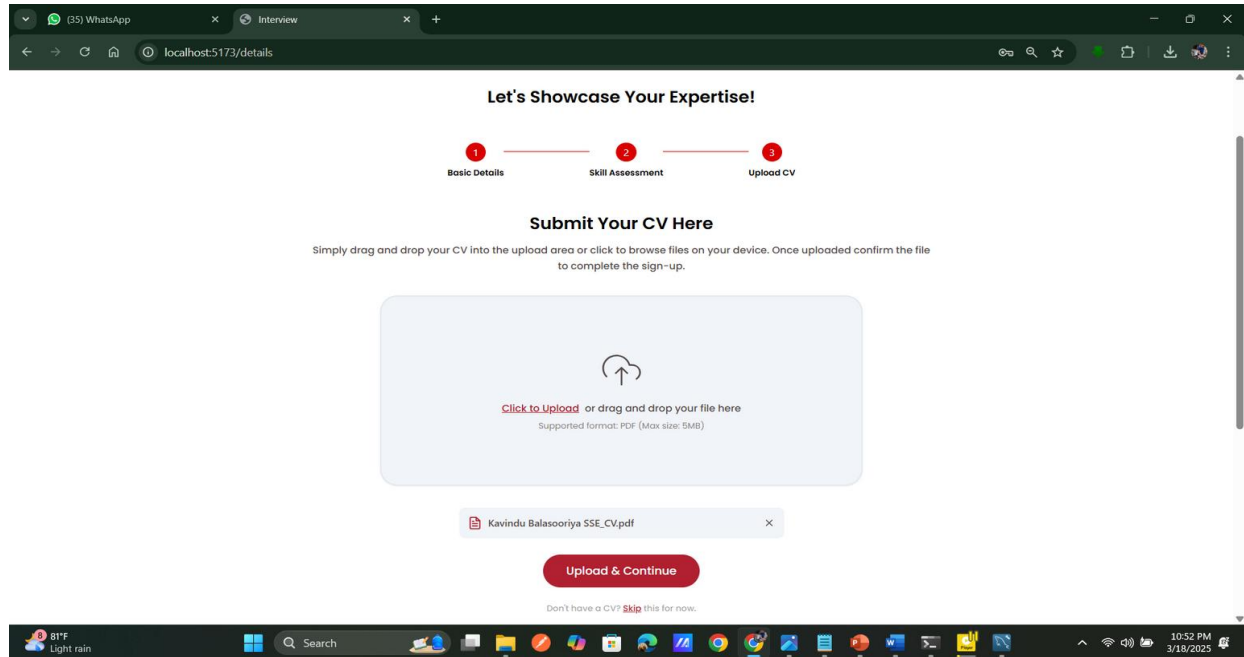 (35) WhatsApp
Interview
localhost:5173/details
Let's Showcase Your Expertise!
1 2 3
Basic Details Skill Assessment Upload CV
Submit Your CV Here
Simply drag and drop your CV into the upload area or click to browse files on your device. Once uploaded confirm the file
to complete the sign-up.
Click to Upload or drag and drop your file here
Supported format: PDF (Max size: 5MB)
Kavindu Balasooriya SSE_CV.pdf
Upload & Continue
Don't have a CV? Skip this for now.
8
81°F
Light rain
Search
10:52 PM
3/18/2025